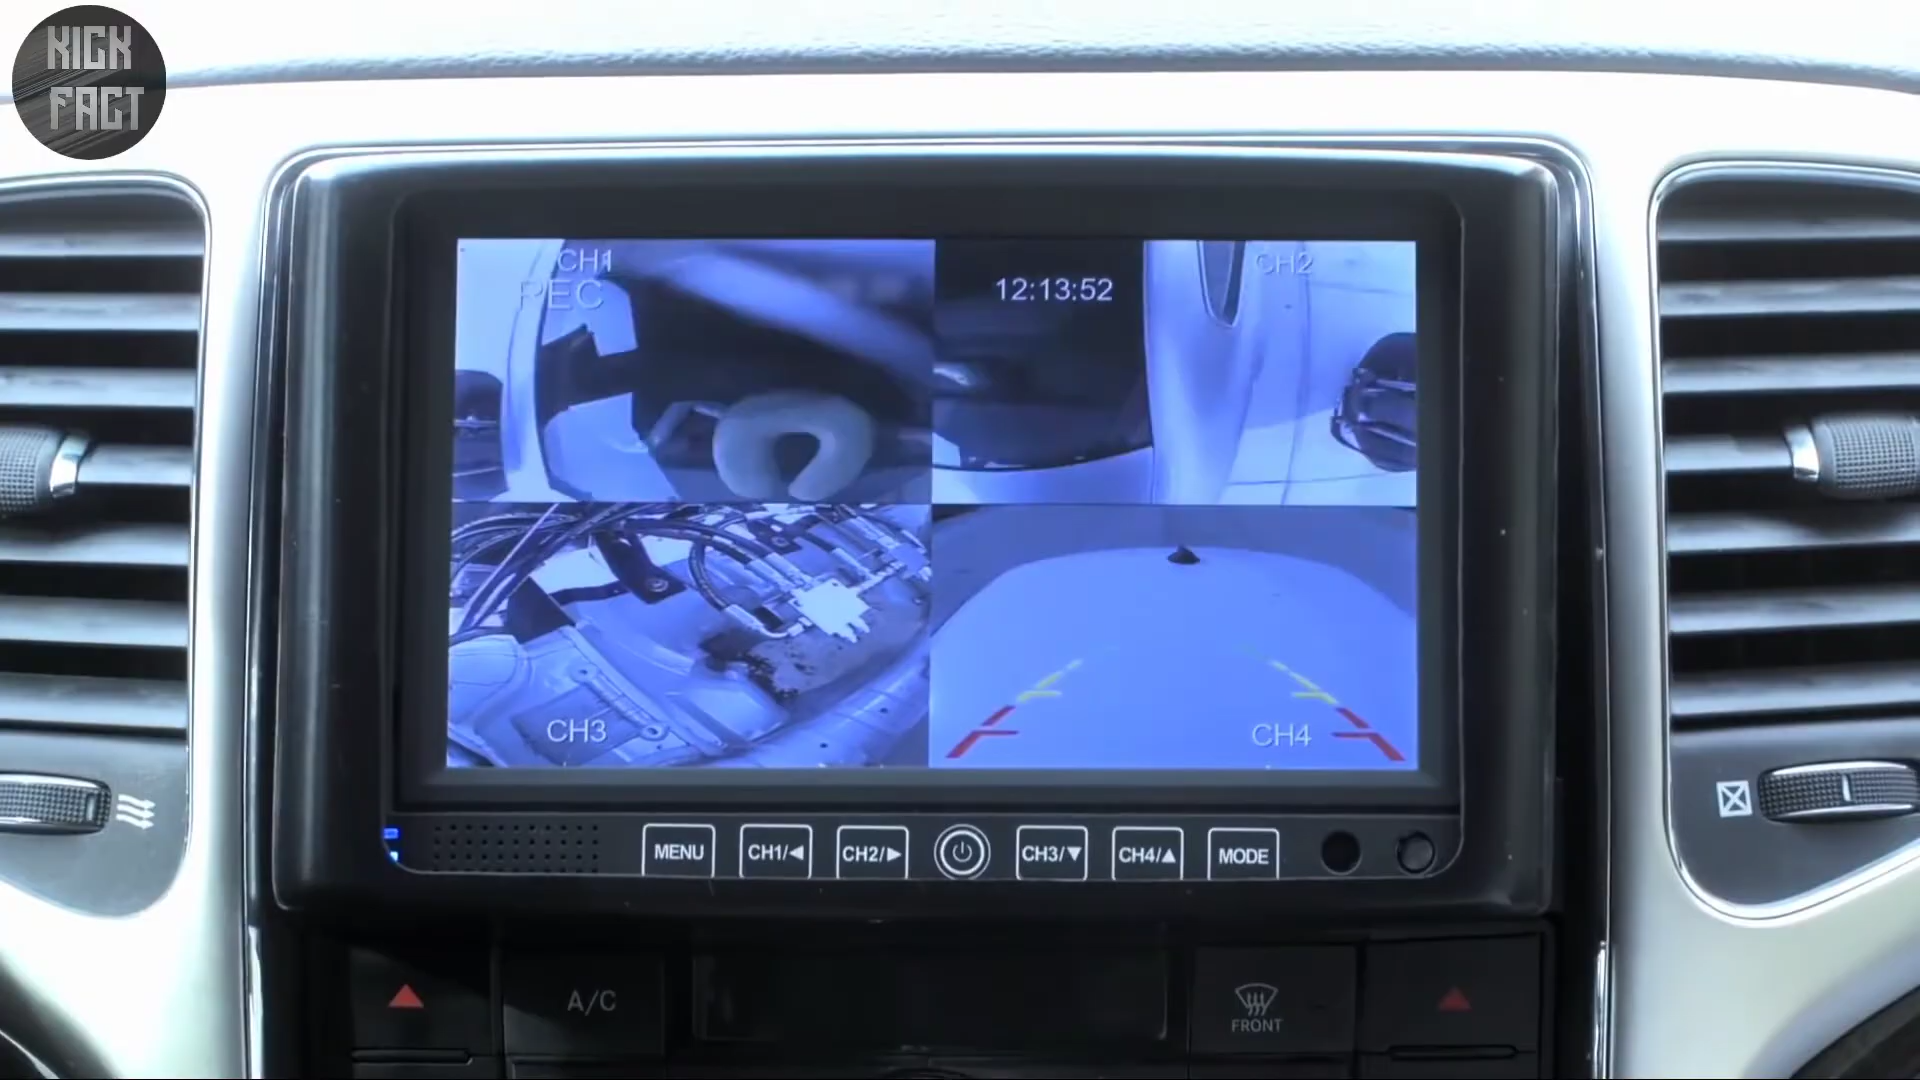 KICK
FACT
CH1
REC
12:13:52
CH2
CH3
CH4
MENU
CH1/◀
CH2/▶
CH3/▼
CH4/▲
MODE
A/C
FRONT